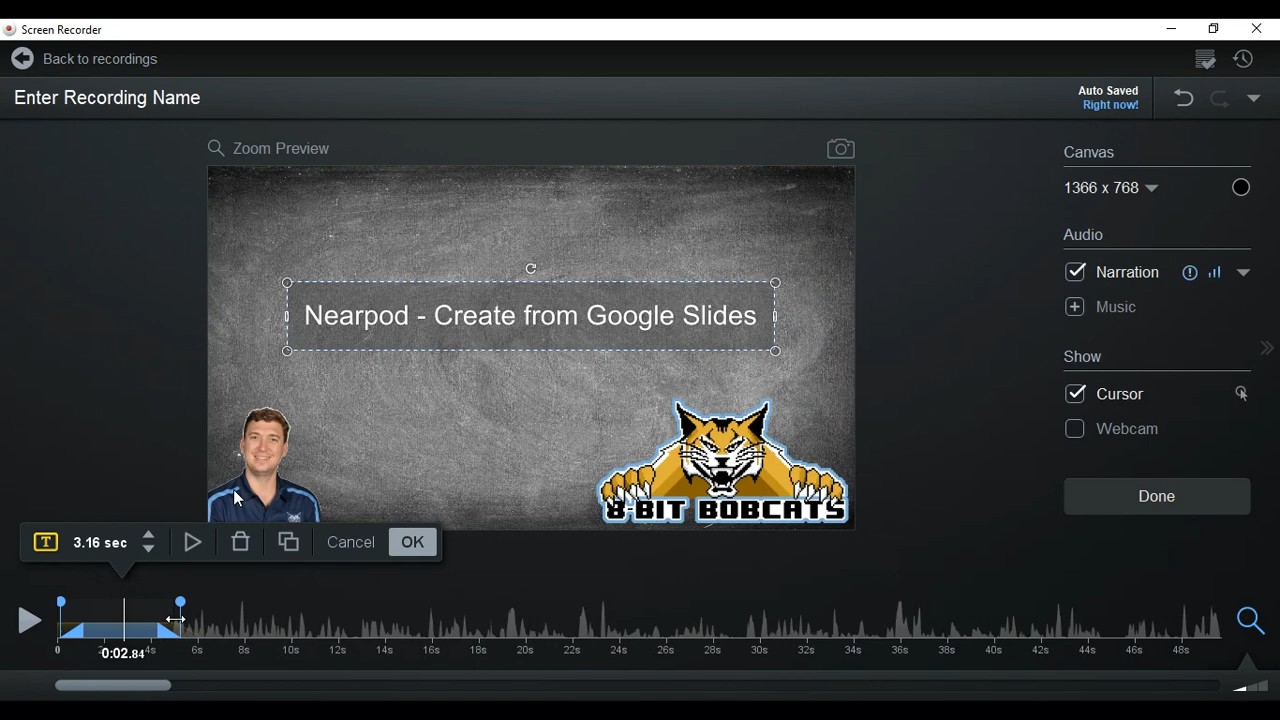 Screen Recorder
Back to recordings
Enter Recording Name
Auto Saved
Right now!
Zoom Preview
Canvas
1366 x 768
Audio
Narration
Music
Show
Cursor
Webcam
Done
Nearpod - Create from Google Slides
8-BIT BOBCATS
T 3.16 sec Cancel OK
0 4s 6s 8s 10s 12s 14s 16s 18s 20s 22s 24s 26s 28s 30s 32s 34s 36s 38s 40s 42s 44s 46s 48s
0:02.84